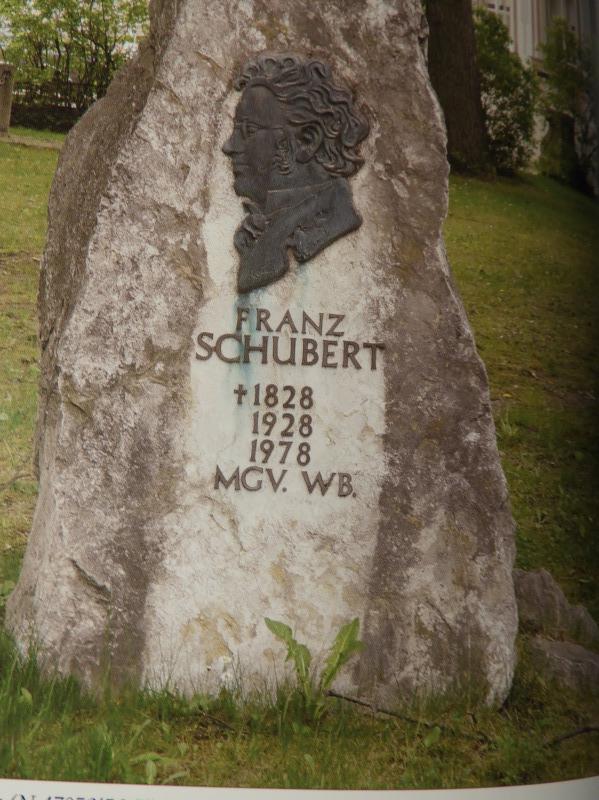 FRANZ
SCHUBERT
†1828
1928
1978
MGV. WB.